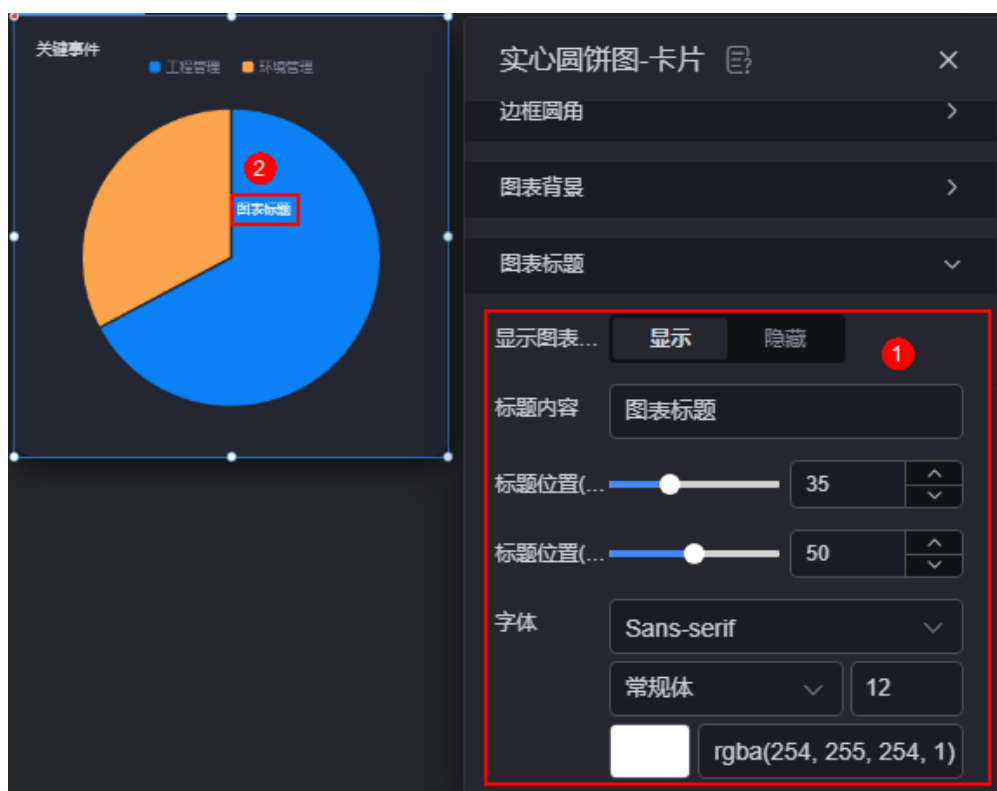 关键事件
工程管理 环境管理
2
图表标题
实心圆饼图-卡片
边框圆角
图表背景
图表标题
显示图表... 显示 隐藏
1
标题内容 图表标题
标题位置(... 35
标题位置(... 50
字体 Sans-serif
常规体 12
rgba(254, 255, 254, 1)